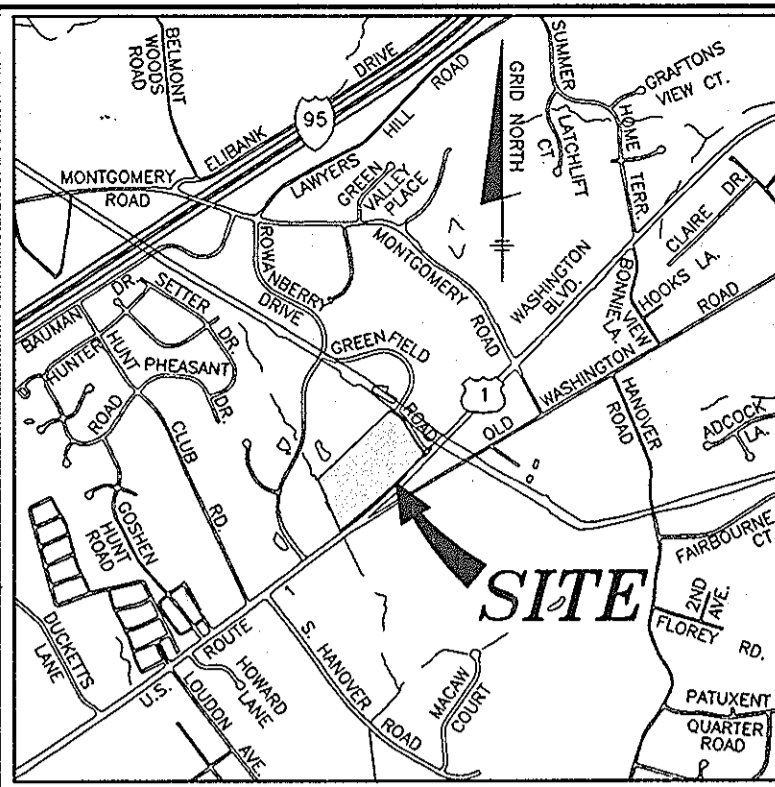 BELMONT
WOODS
ROAD
ELIBANK
DRIVE
95
MONTGOMERY
ROAD
LAWYERS
HILL
ROAD
GREEN
VALLEY
PLACE
GRID NORTH
SUMMER
HOME
TERR.
GRAFTONS
VIEW CT.
LATCHLIFT
CT.
CLAIRE DR.
MONTGOMERY
ROAD
ROWANBERRY
DRIVE
WASHINGTON
BLVD.
BONNIE
VIEW
LA.
HOOKS LA.
BAUMAN
DR.
SETTER
DR.
HUNTER
ROAD
HUNT
CLUB
RD.
PHEASANT
DR.
GREENFIELD
ROAD
1
OLD
WASHINGTON
ROAD
HANOVER
ROAD
ADCOCK
LA.
GOSHEN
HUNT
ROAD
SITE
FAIRBOURNE
CT
2ND
AVE.
FLOREY
RD.
DUCKETTS
LANE
U.S.
ROUTE
1
HOWARD
LANE
LOUDON
AVE.
S. HANOVER
ROAD
MACAW
COURT
PATUXENT
QUARTER
ROAD